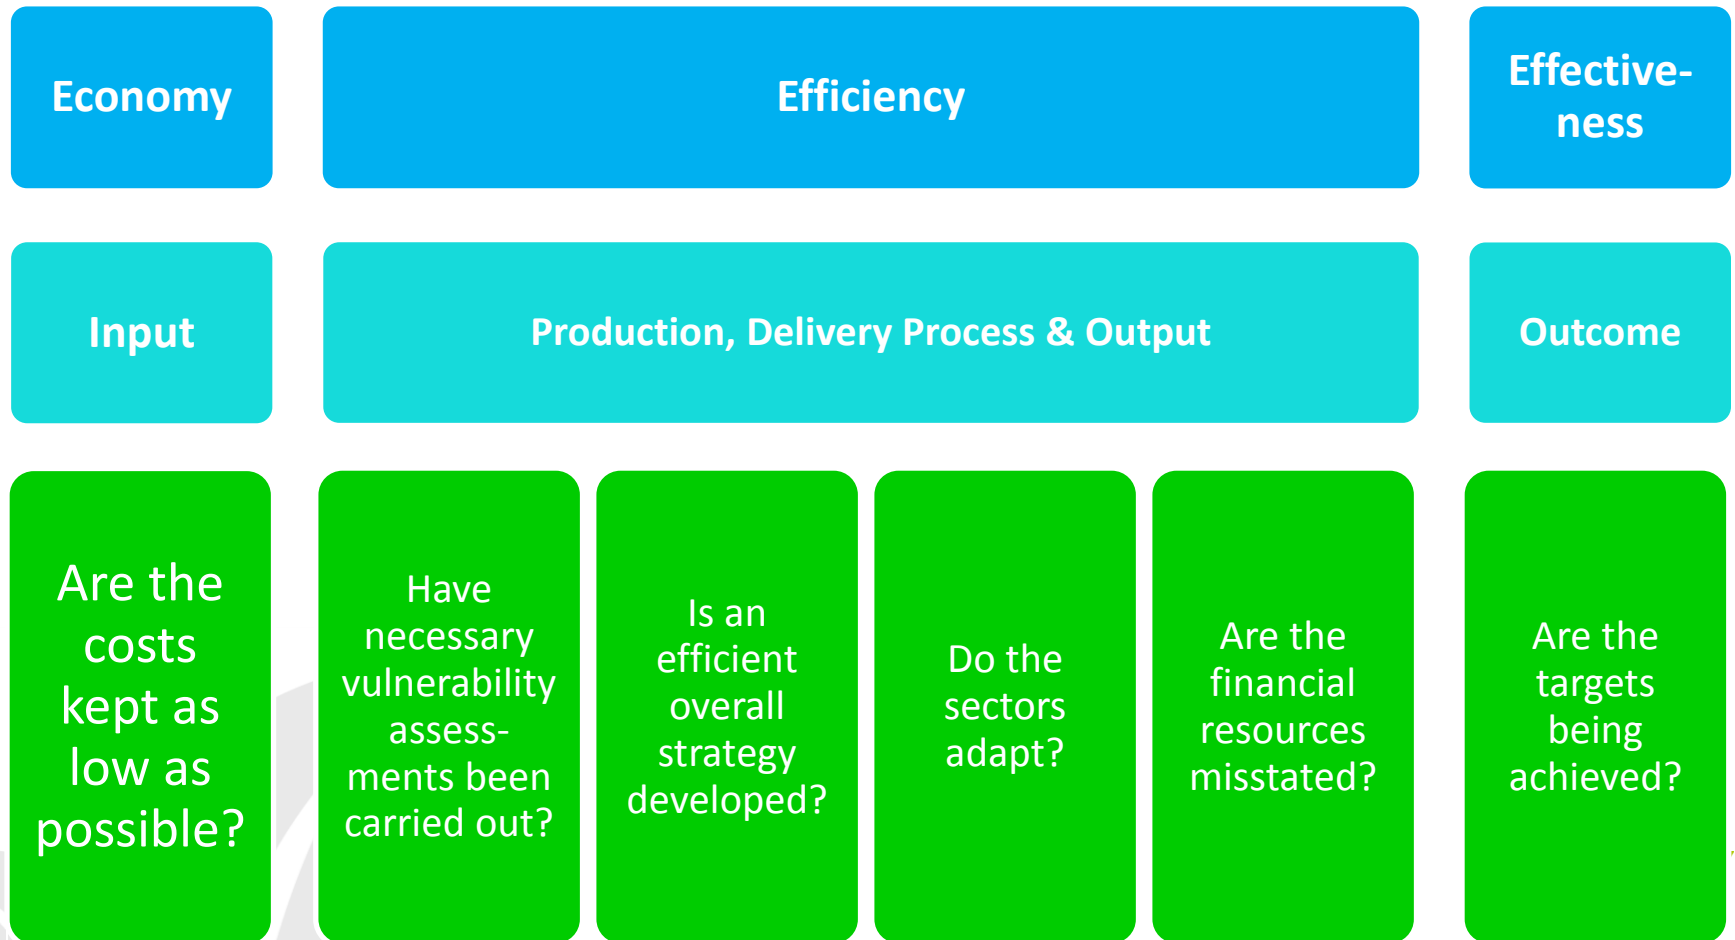 Economy
Efficiency
Effective-
ness
Input
Production, Delivery Process & Output
Outcome
Are the
costs
kept as
low as
possible?
Have
necessary
vulnerability
assess-
ments been
carried out?
Is an
efficient
overall
strategy
developed?
Do the
sectors
adapt?
Are the
financial
resources
misstated?
Are the
targets
being
achieved?